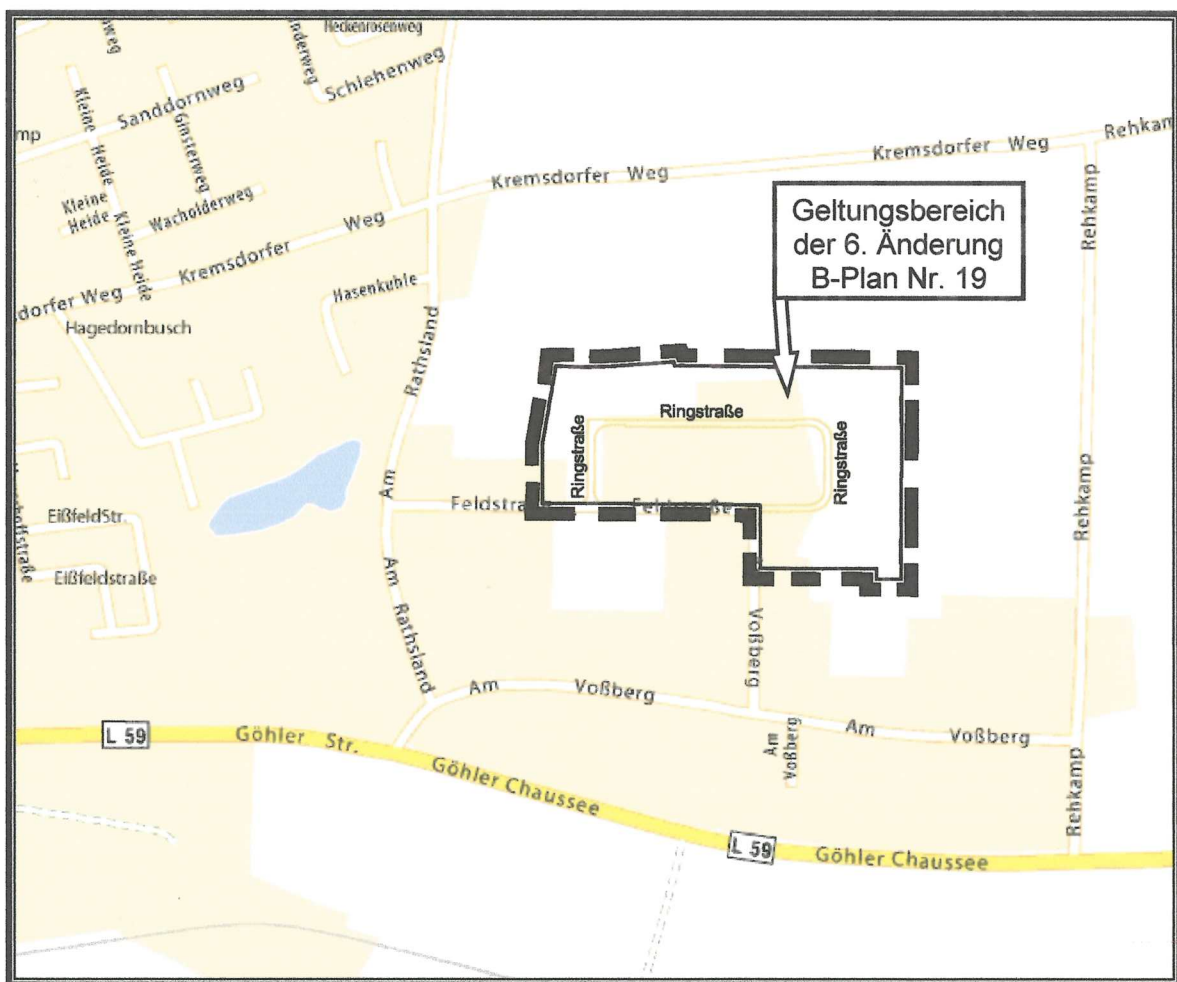 Heckenrosenweg
Schlehenweg
Sanddornweg
Ginsterweg
Kleine Heide
mp
Kleine
Heide
Wacholderweg
Kleine Heide
Kremsdorfer Weg
Kremsdorfer Weg
Rehkam
Kremsdorfer Weg
Rehkamp
Geltungsbereich
der 6. Änderung
B-Plan Nr. 19
sdorfer Weg
Hasenkuhle
Hagedornbusch
Am Rathsland
Ringstraße
Ringstraße
Ringstraße
Feldstraße
Feldstraße
Eißfeldstr.
Eißfeldstraße
Am Rathsland
Rehkamp
Voßberg
Am Voßberg
Am
Voßberg
Am Voßberg
L 59
Göhler Str.
Göhler Chaussee
L 59
Göhler Chaussee
Rehkamp